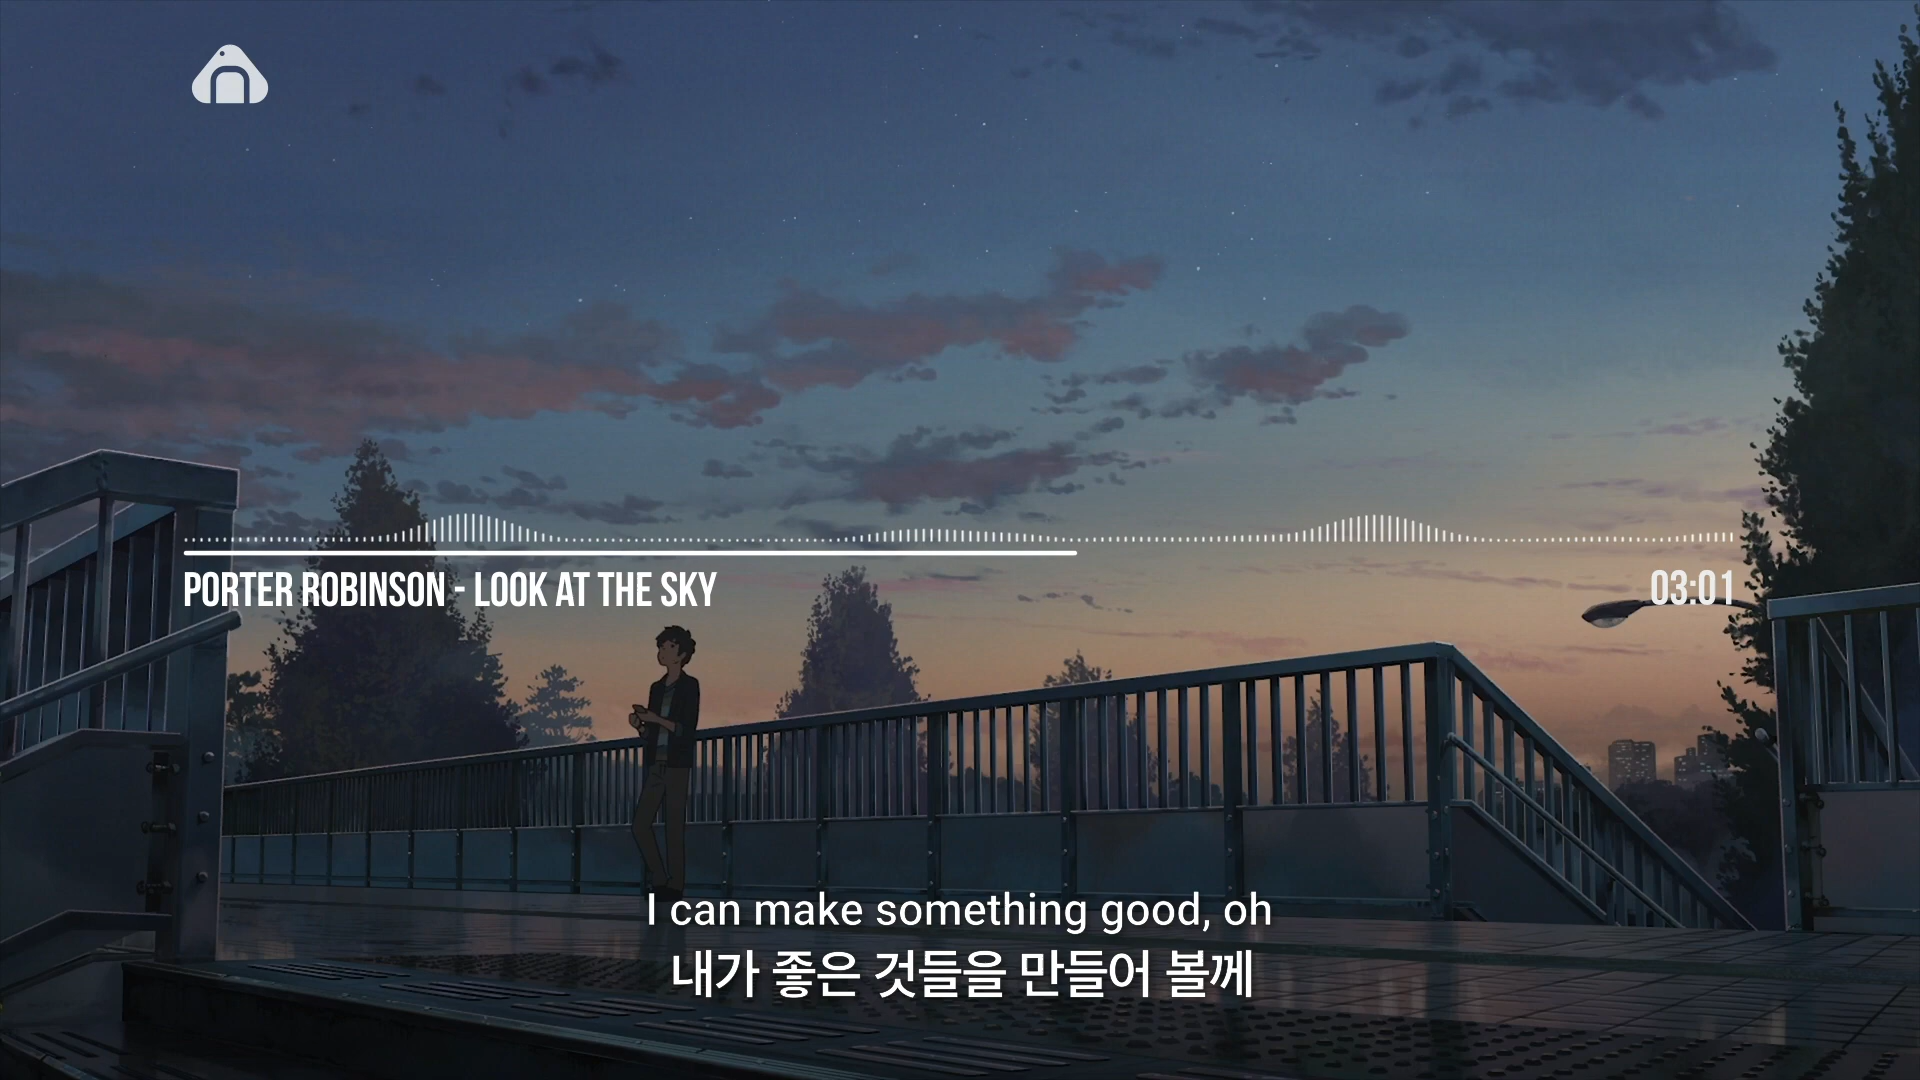 PORTER ROBINSON - LOOK AT THE SKY
03:01
I can make something good, oh
내가 좋은 것들을 만들어 볼께